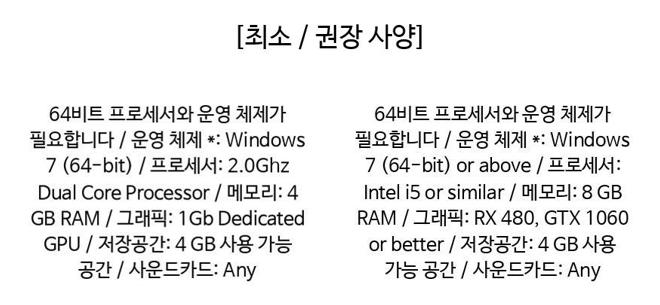 [최소 / 권장 사양]
64비트 프로세서와 운영 체제가
필요합니다 / 운영 체제 *: Windows
7 (64-bit) / 프로세서: 2.0Ghz
Dual Core Processor / 메모리: 4
GB RAM / 그래픽: 1Gb Dedicated
GPU / 저장공간: 4 GB 사용 가능
공간 / 사운드카드: Any
64비트 프로세서와 운영 체제가
필요합니다 / 운영 체제 *: Windows
7 (64-bit) or above / 프로세서:
Intel i5 or similar / 메모리: 8 GB
RAM / 그래픽: RX 480, GTX 1060
or better / 저장공간: 4 GB 사용
가능 공간 / 사운드카드: Any